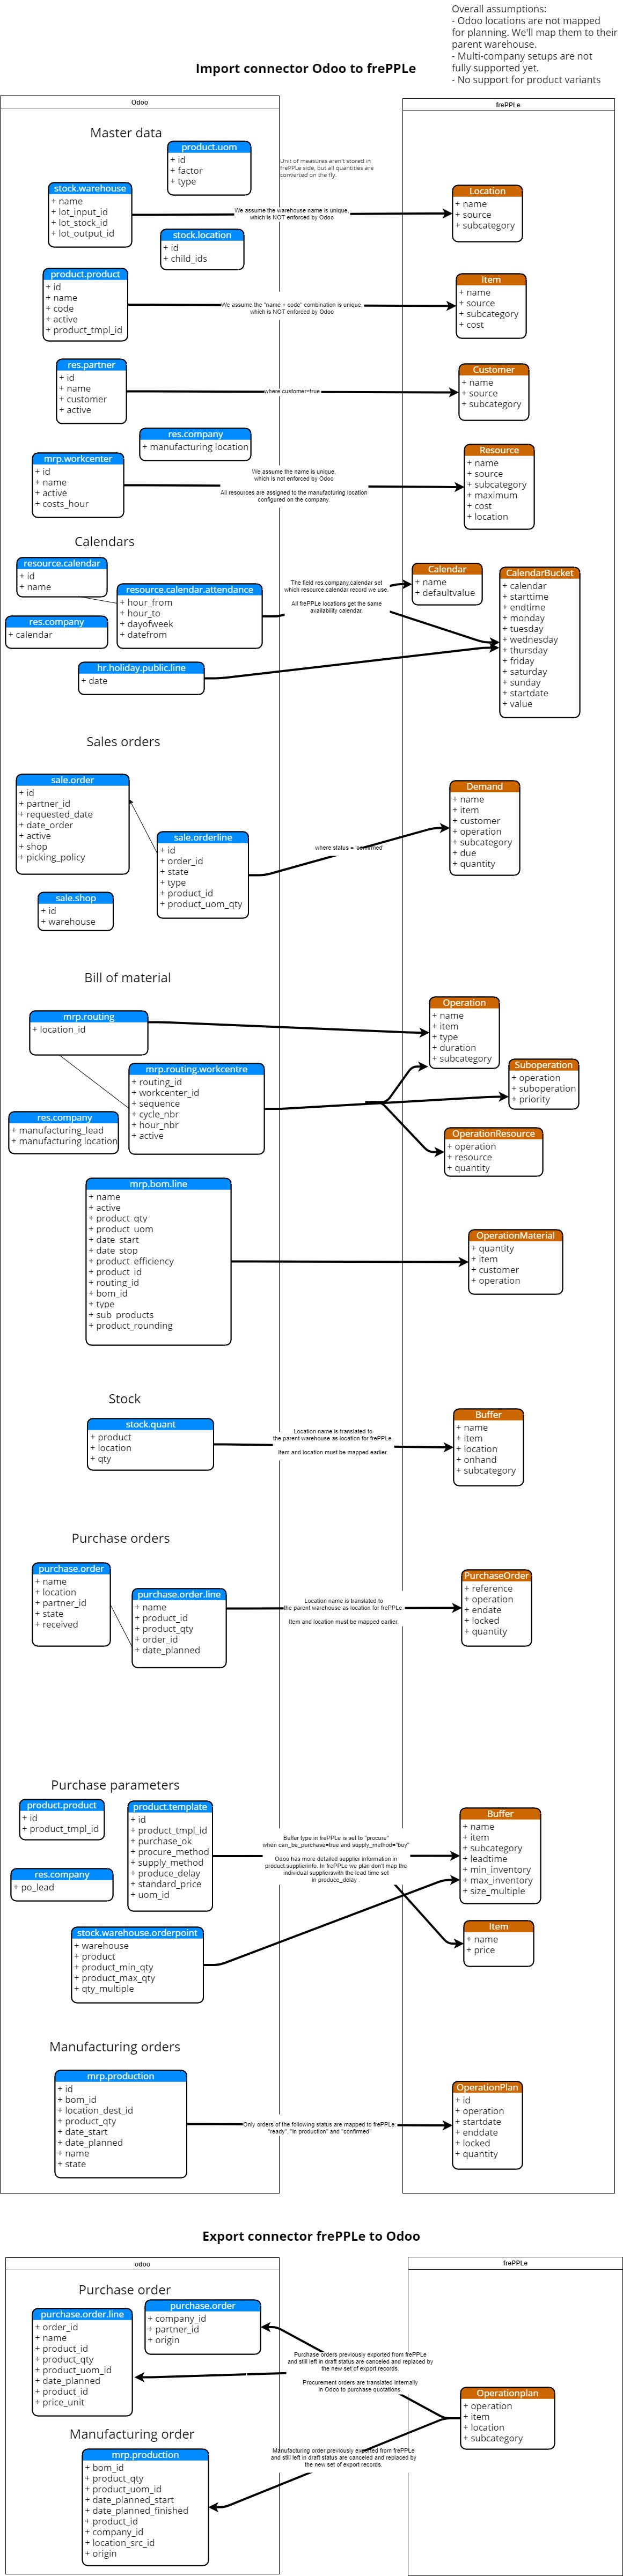 Overall assumptions:
- Odoo locations are not mapped
for planning. We'll map them to their
parent warehouse.
- Multi-company setups are not
fully supported yet.
- No support for product variants
Import connector Odoo to frePPLe
Odoo
frePPLe
Master data
product.uom
+ id
+ factor
+ type
Unit of measures aren't stored in
frePPLe side, but all quantities are
converted on the fly.
stock.warehouse
+ name
+ lot_input_id
+ lot_stock_id
+ lot_output_id
We assume the warehouse name is unique,
which is NOT enforced by Odoo
Location
+ name
+ source
+ subcategory
stock.location
+ id
+ child_ids
product.product
+ id
+ name
+ code
+ active
+ product_tmpl_id
We assume the "name + code" combination is unique,
which is NOT enforced by Odoo
Item
+ name
+ source
+ subcategory
+ cost
res.partner
+ id
+ name
+ customer
+ active
where customer=true
Customer
+ name
+ source
+ subcategory
res.company
+ manufacturing location
mrp.workcenter
+ id
+ name
+ active
+ costs_hour
We assume the name is unique,
which is not enforced by Odoo
All resources are assigned to the manufacturing location
configured on the company.
Resource
+ name
+ source
+ subcategory
+ maximum
+ cost
+ location
Calendars
resource.calendar
+ id
+ name
resource.calendar.attendance
+ hour_from
+ hour_to
+ dayofweek
+ datefrom
res.company
+ calendar
hr.holiday.public.line
+ date
The field res.company.calendar set
which resource.calendar record we use.
All frePPLe locations get the same
availability calendar.
Calendar
+ name
+ defaultvalue
CalendarBucket
+ calendar
+ starttime
+ endtime
+ monday
+ tuesday
+ wednesday
+ thursday
+ friday
+ saturday
+ sunday
+ startdate
+ value
Sales orders
sale.order
+ id
+ partner_id
+ requested_date
+ date_order
+ active
+ shop
+ picking_policy
sale.orderline
+ id
+ order_id
+ state
+ type
+ product_id
+ product_uom_qty
sale.shop
+ id
+ warehouse
where status = 'confirmed'
Demand
+ name
+ item
+ customer
+ operation
+ subcategory
+ due
+ quantity
Bill of material
mrp.routing
+ location_id
mrp.routing.workcentre
+ routing_id
+ workcenter_id
+ sequence
+ cycle_nbr
+ hour_nbr
+ active
res.company
+ manufacturing_lead
+ manufacturing location
Operation
+ name
+ item
+ type
+ duration
+ subcategory
Suboperation
+ operation
+ suboperation
+ priority
OperationResource
+ operation
+ resource
+ quantity
mrp.bom.line
+ name
+ active
+ product_qty
+ product_uom
+ date_start
+ date_stop
+ product_efficiency
+ product_id
+ routing_id
+ bom_id
+ type
+ sub_products
+ product_rounding
OperationMaterial
+ quantity
+ item
+ customer
+ operation
Stock
stock.quant
+ product
+ location
+ qty
Location name is translated to
the parent warehouse as location for frePPLe.
Item and location must be mapped earlier.
Buffer
+ name
+ item
+ location
+ onhand
+ subcategory
Purchase orders
purchase.order
+ name
+ location
+ partner_id
+ state
+ received
purchase.order.line
+ name
+ product_id
+ product_qty
+ order_id
+ date_planned
Location name is translated to
the parent warehouse as location for frePPLe.
Item and location must be mapped earlier.
PurchaseOrder
+ reference
+ operation
+ endate
+ locked
+ quantity
Purchase parameters
product.product
+ id
+ product_tmpl_id
product.template
+ id
+ product_tmpl_id
+ purchase_ok
+ procure_method
+ supply_method
+ produce_delay
+ standard_price
+ uom_id
res.company
+ po_lead
stock.warehouse.orderpoint
+ warehouse
+ product
+ product_min_qty
+ product_max_qty
+ qty_multiple
Buffer type in frePPLe is set to "procure"
when can_be_purchase=true and supply_method="buy"
Odoo has more detailed supplier information in
product.supplierinfo. In frePPLe we plan don't map the
individual supplierswith the lead time set
in produce_delay .
Buffer
+ name
+ item
+ subcategory
+ leadtime
+ min_inventory
+ max_inventory
+ size_multiple
Item
+ name
+ price
Manufacturing orders
mrp.production
+ id
+ bom_id
+ location_dest_id
+ product_qty
+ date_start
+ date_planned
+ name
+ state
Only orders of the following status are mapped to frePPLe:
"ready", "in production" and "confirmed"
OperationPlan
+ id
+ operation
+ startdate
+ enddate
+ locked
+ quantity
Export connector frePPLe to Odoo
odoo
frePPLe
Purchase order
purchase.order.line
+ order_id
+ name
+ product_id
+ product_qty
+ product_uom_id
+ date_planned
+ product_id
+ price_unit
purchase.order
+ company_id
+ partner_id
+ origin
Purchase orders previously exported from frePPLe
and still left in draft status are canceled and replaced by
the new set of export records.
Procurement orders are translated internally
in Odoo to purchase quotations.
Operationplan
+ operation
+ item
+ location
+ subcategory
Manufacturing order
mrp.production
+ bom_id
+ product_qty
+ product_uom_id
+ date_planned_start
+ date_planned_finished
+ product_id
+ company_id
+ location_src_id
+ origin
Manufacturing order previously exported from frePPLe
and still left in draft status are canceled and replaced by
the new set of export records.